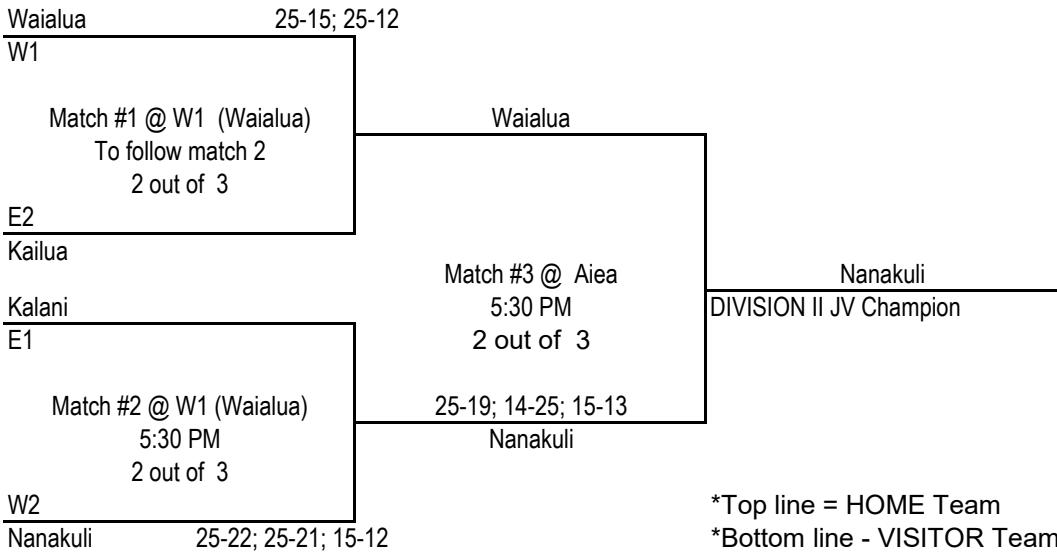 Waialua 25-15; 25-12
W1
Match #1 @ W1 (Waialua)
To follow match 2
2 out of 3
E2
Kailua
Waialua
Kalani
E1
Match #2 @ W1 (Waialua)
5:30 PM
2 out of 3
W2
Nanakuli 25-22; 25-21; 15-12
Match #3 @ Aiea
5:30 PM
2 out of 3
25-19; 14-25; 15-13
Nanakuli
Nanakuli
DIVISION II JV Champion
*Top line = HOME Team
*Bottom line - VISITOR Team